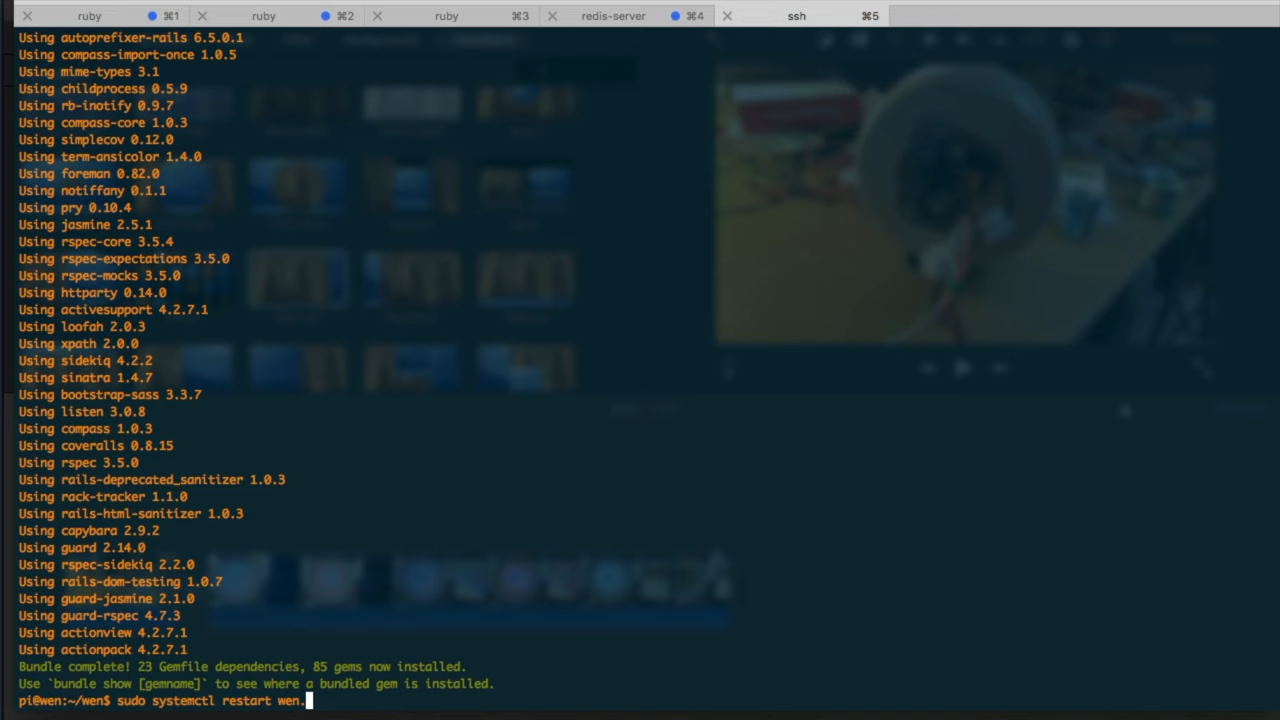 ruby ⌘1 ruby ⌘2 ruby ⌘3 redis-server ⌘4 ssh ⌘5
Using autoprefixer-rails 6.5.0.1
Using compass-import-once 1.0.5
Using mime-types 3.1
Using childprocess 0.5.9
Using rb-inotify 0.9.7
Using compass-core 1.0.3
Using simplecov 0.12.0
Using term-ansicolor 1.4.0
Using foreman 0.82.0
Using notiffany 0.1.1
Using pry 0.10.4
Using jasmine 2.5.1
Using rspec-core 3.5.4
Using rspec-expectations 3.5.0
Using rspec-mocks 3.5.0
Using httparty 0.14.0
Using activesupport 4.2.7.1
Using loofah 2.0.3
Using xpath 2.0.0
Using sidekiq 4.2.2
Using sinatra 1.4.7
Using bootstrap-sass 3.3.7
Using listen 3.0.8
Using compass 1.0.3
Using coveralls 0.8.15
Using rspec 3.5.0
Using rails-deprecated_sanitizer 1.0.3
Using rack-tracker 1.1.0
Using rails-html-sanitizer 1.0.3
Using capybara 2.9.2
Using guard 2.14.0
Using rspec-sidekiq 2.2.0
Using rails-dom-testing 1.0.7
Using guard-jasmine 2.1.0
Using guard-rspec 4.7.3
Using actionview 4.2.7.1
Using actionpack 4.2.7.1
Bundle complete! 23 Gemfile dependencies, 85 gems now installed.
Use `bundle show [gemname]` to see where a bundled gem is installed.
pi@wen:~/wen$ sudo systemctl restart wen.